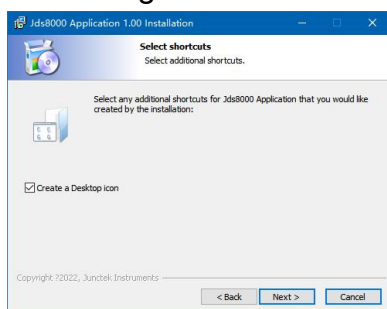 Jds8000 Application 1.00 Installation
Select shortcuts
Select additional shortcuts.
Select any additional shortcuts for Jds8000 Application that you would like
created by the installation:
Create a Desktop icon
Copyright ?2022, Junctek Instruments
< Back
Next >
Cancel